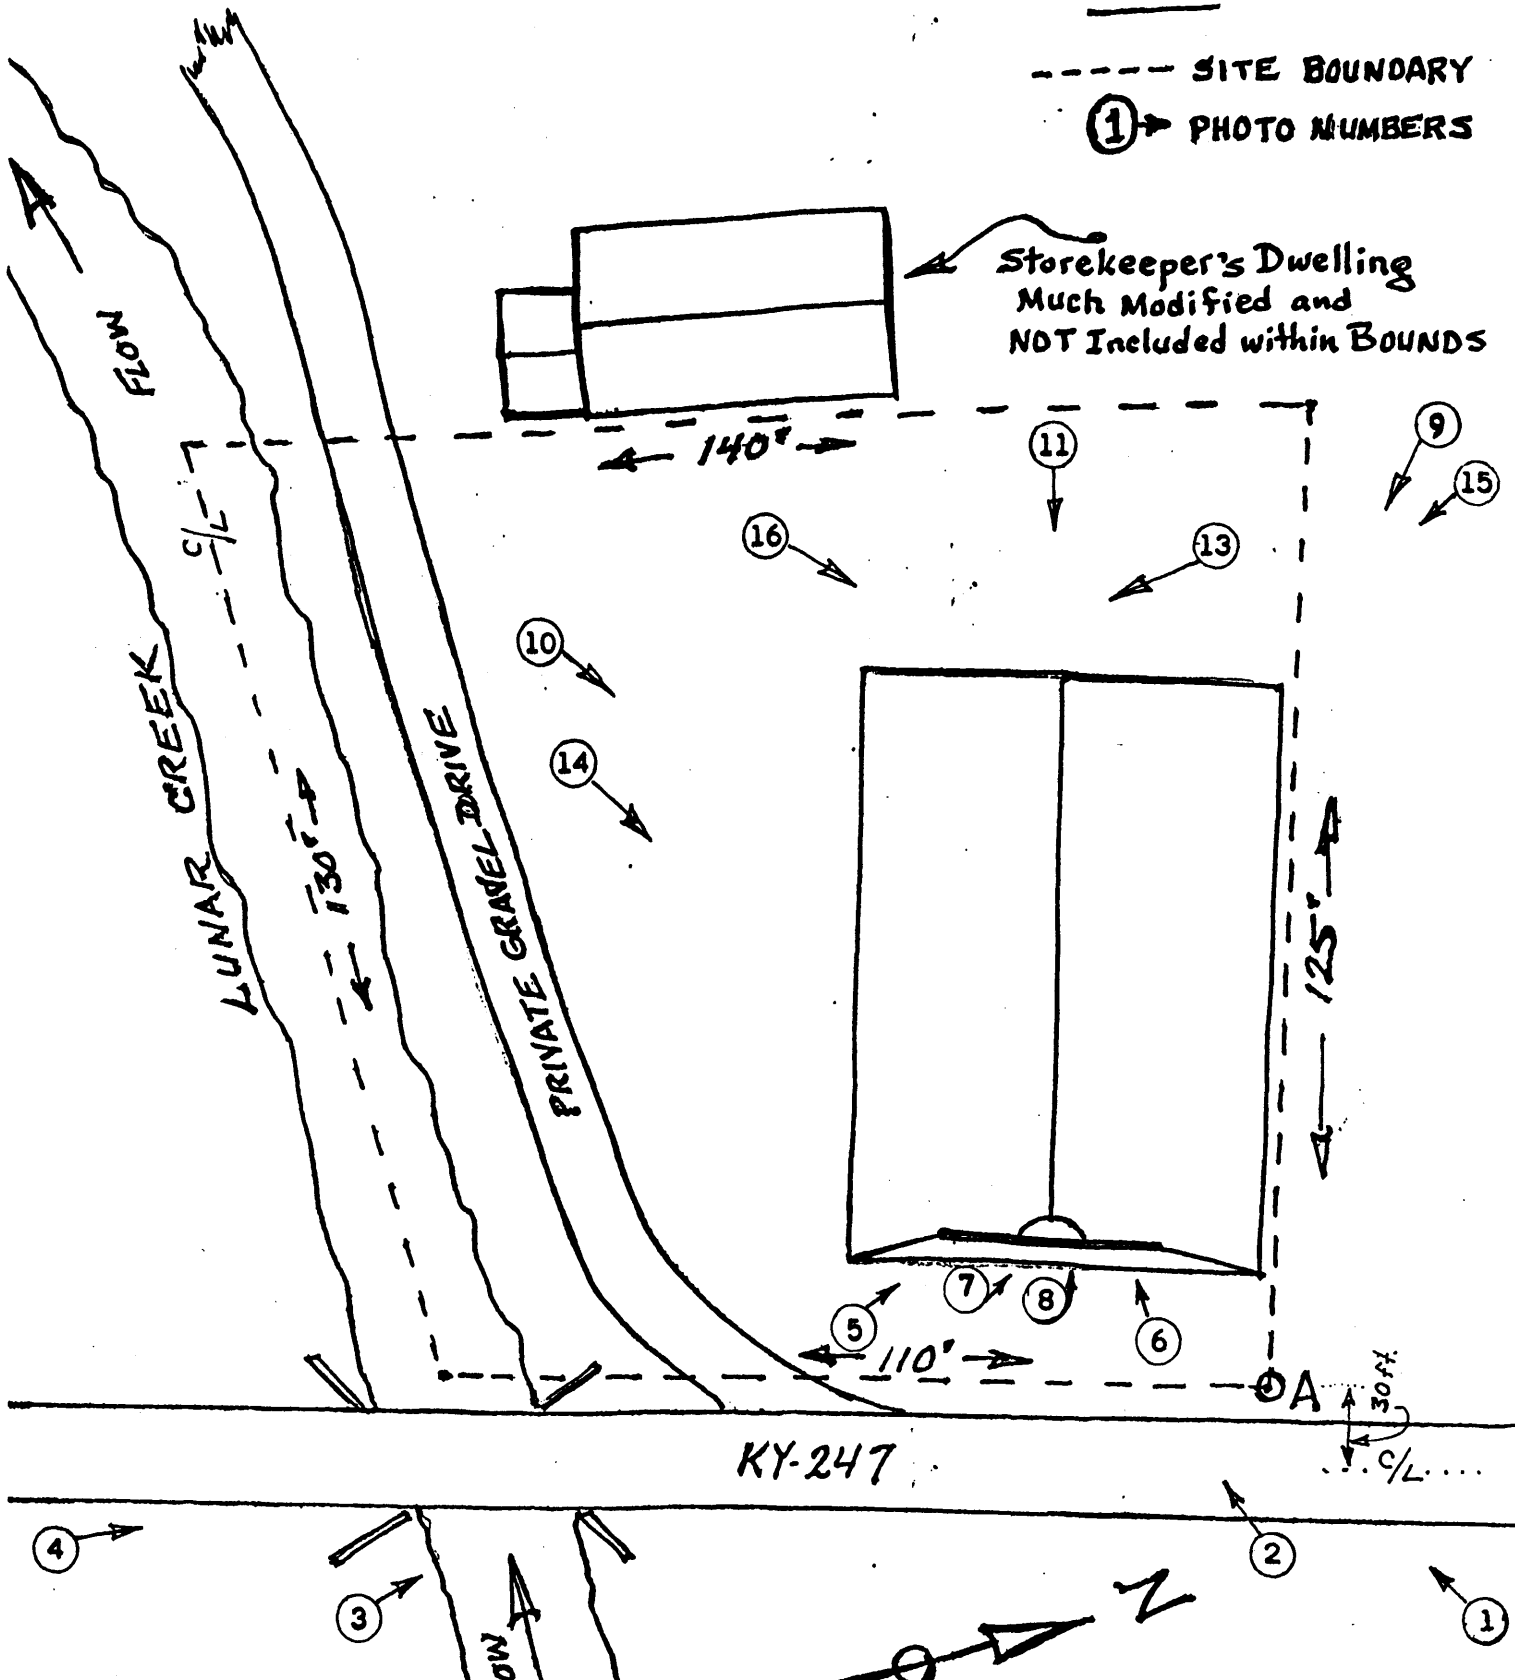 SITE BOUNDARY
1 PHOTO NUMBERS
Storekeeper's Dwelling
Much Modified and
NOT Included within BOUNDS
FLOW
140'
9
11
15
C/L
16
13
10
14
LUNAR CREEK
PRIVATE GRAVEL DRIVE
130'
125'
7
8
5
6
110'
A
30 ft.
KY-247
C/L
4
2
3
1
N